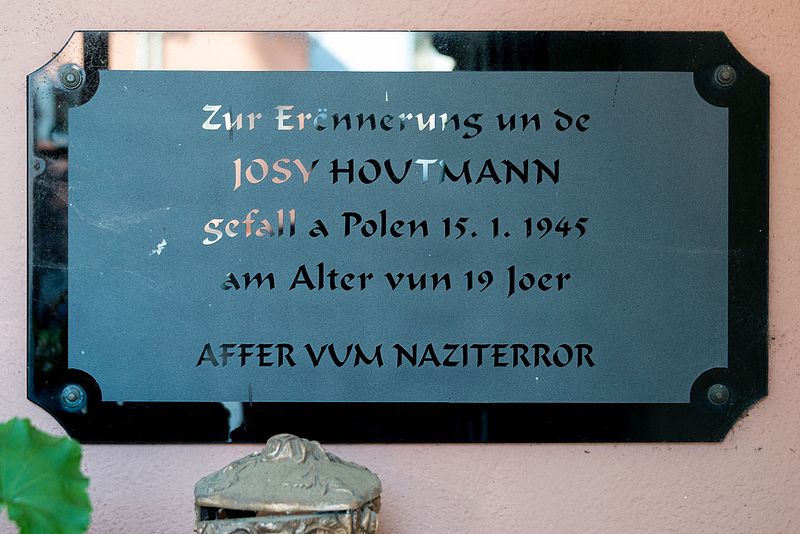 Zur Erënnerung un de
JOSY HOUTMANN
gefall a Polen 15. 1. 1945
am Alter vun 19 Joer
AFFER VUM NAZITERROR